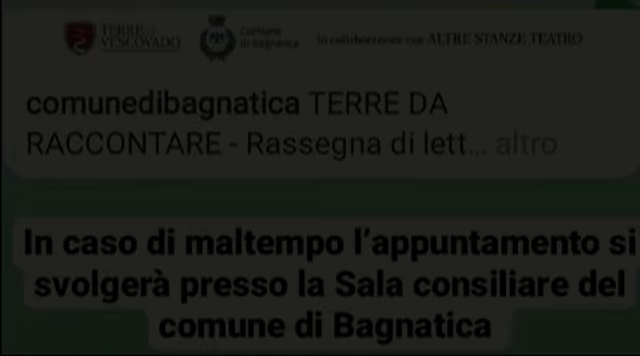 TERRE del VESCOVADO
Comune di Bagnatica
In collaborazione con ALTRE STANZE TEATRO
comunedibagnatica TERRE DA
RACCONTARE - Rassegna di lett... altro
In caso di maltempo l'appuntamento si
svolgerà presso la Sala consiliare del
comune di Bagnatica